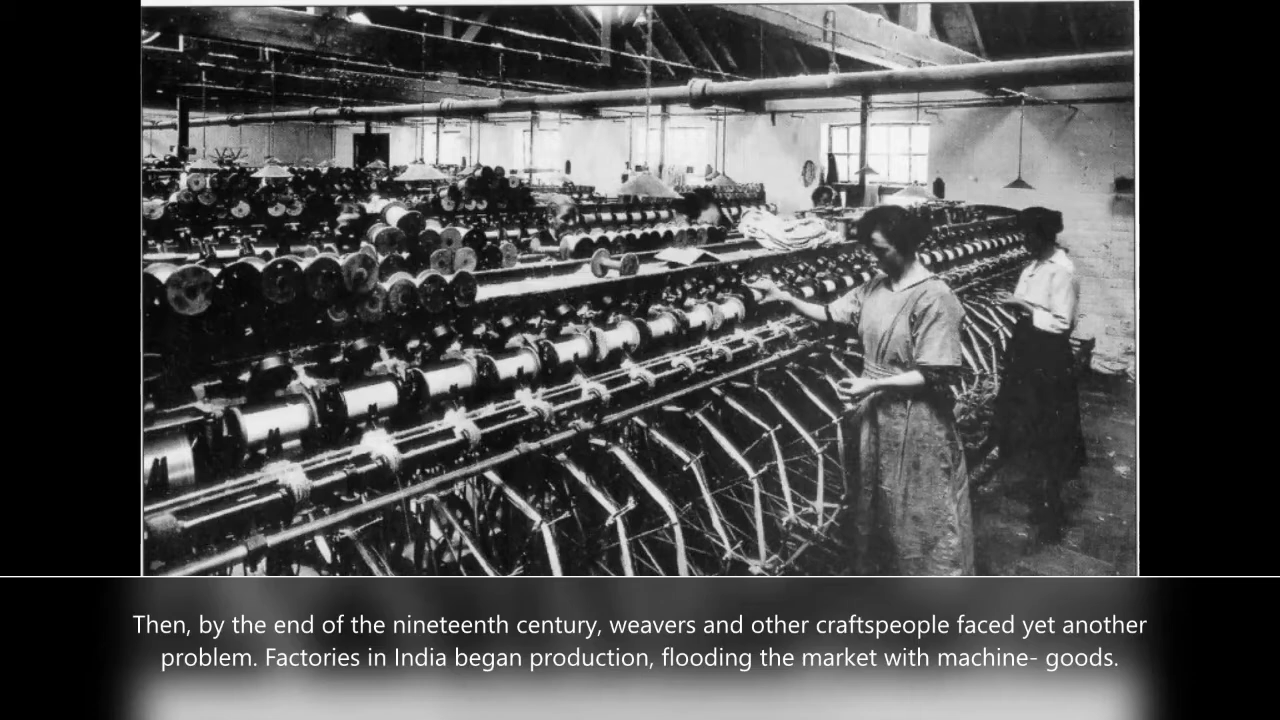 Then, by the end of the nineteenth century, weavers and other craftspeople faced yet another
problem. Factories in India began production, flooding the market with machine- goods.